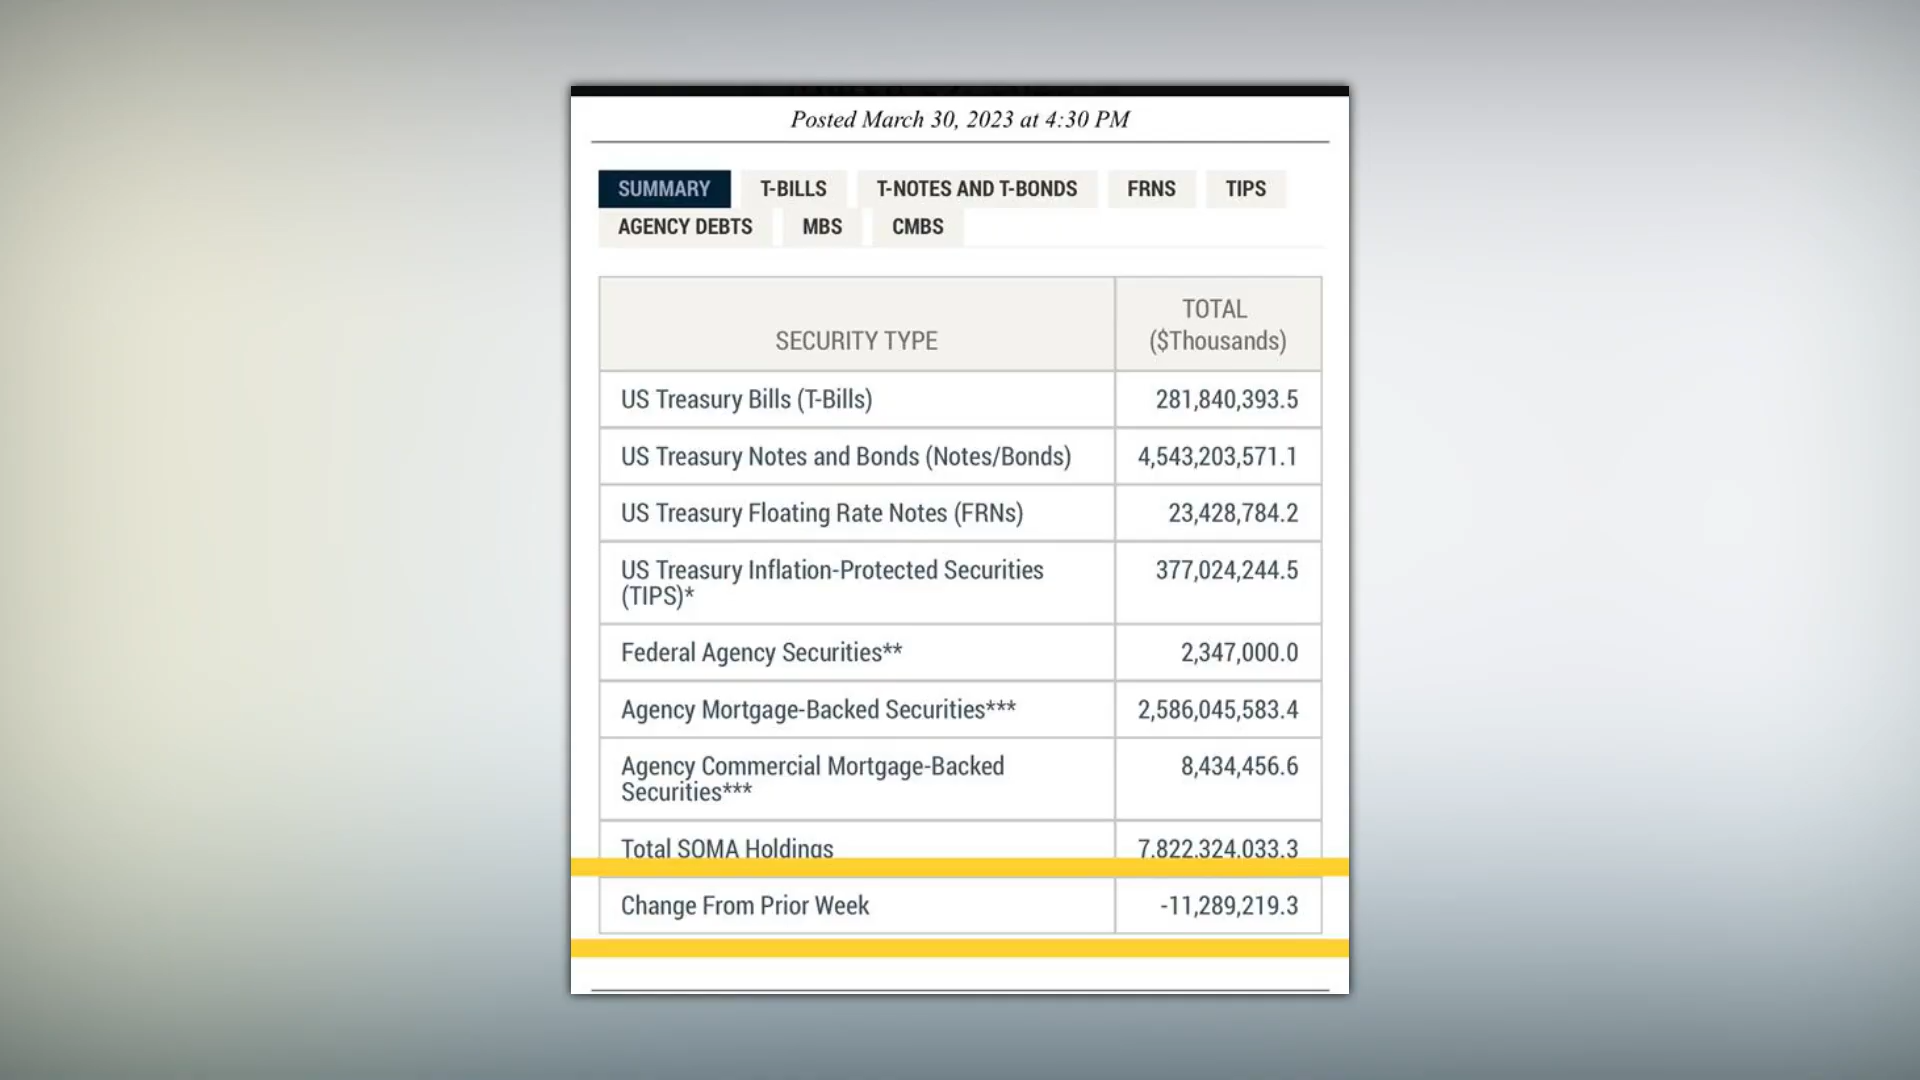 Posted March 30, 2023 at 4:30 PM
SUMMARY T-BILLS T-NOTES AND T-BONDS FRNS TIPS
AGENCY DEBTS MBS CMBS
SECURITY TYPE TOTAL ($Thousands)
US Treasury Bills (T-Bills) 281,840,393.5
US Treasury Notes and Bonds (Notes/Bonds) 4,543,203,571.1
US Treasury Floating Rate Notes (FRNs) 23,428,784.2
US Treasury Inflation-Protected Securities 377,024,244.5
(TIPS)*
Federal Agency Securities** 2,347,000.0
Agency Mortgage-Backed Securities*** 2,586,045,583.4
Agency Commercial Mortgage-Backed 8,434,456.6
Securities***
Total SOMA Holdings 7,822,324,033.3
Change From Prior Week -11,289,219.3